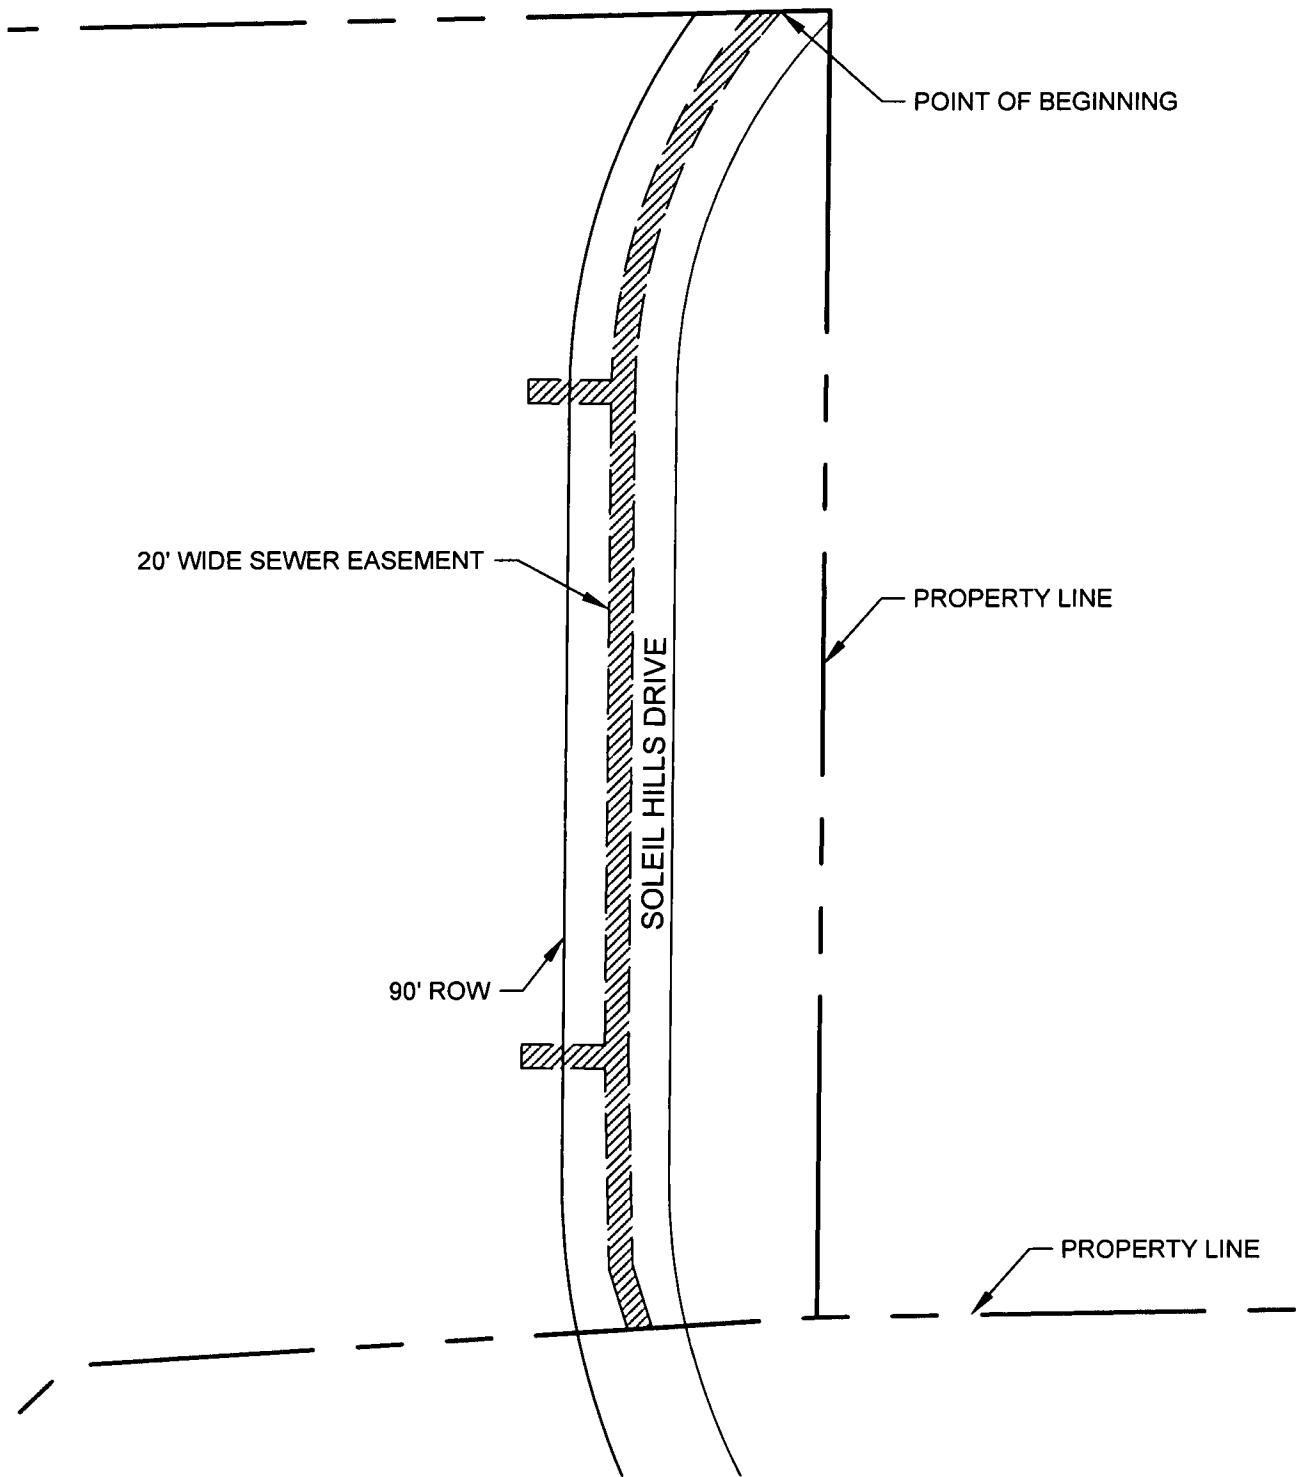 POINT OF BEGINNING
20' WIDE SEWER EASEMENT
PROPERTY LINE
SOLEIL HILLS DRIVE
90' ROW
PROPERTY LINE